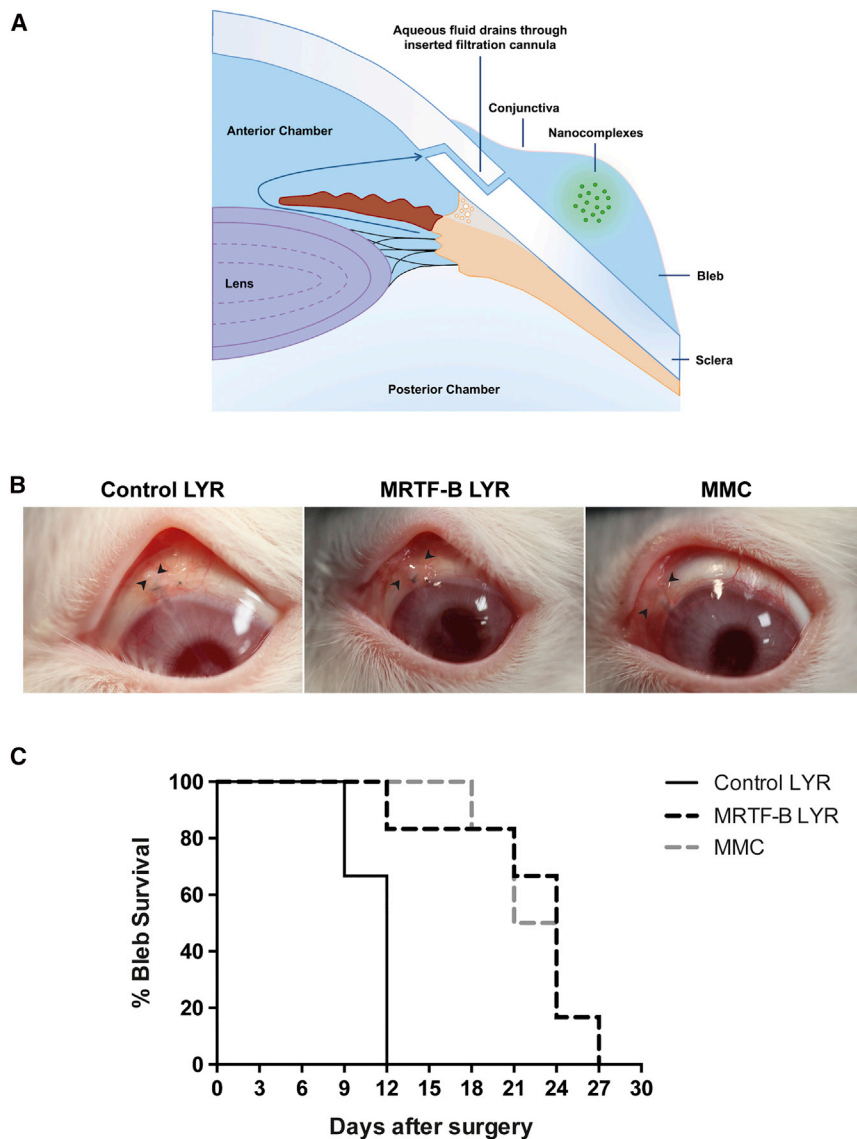 A
Aqueous fluid drains through
inserted filtration cannula
Conjunctiva
Nanocomplexes
Anterior Chamber
Lens
Bleb
Sclera
Posterior Chamber
B
Control LYR
MRTF-B LYR
MMC
C
100
80
60
40
20
0
% Bleb Survival
0 3 6 9 12 15 18 21 24 27 30
Days after surgery
Control LYR
MRTF-B LYR
MMC